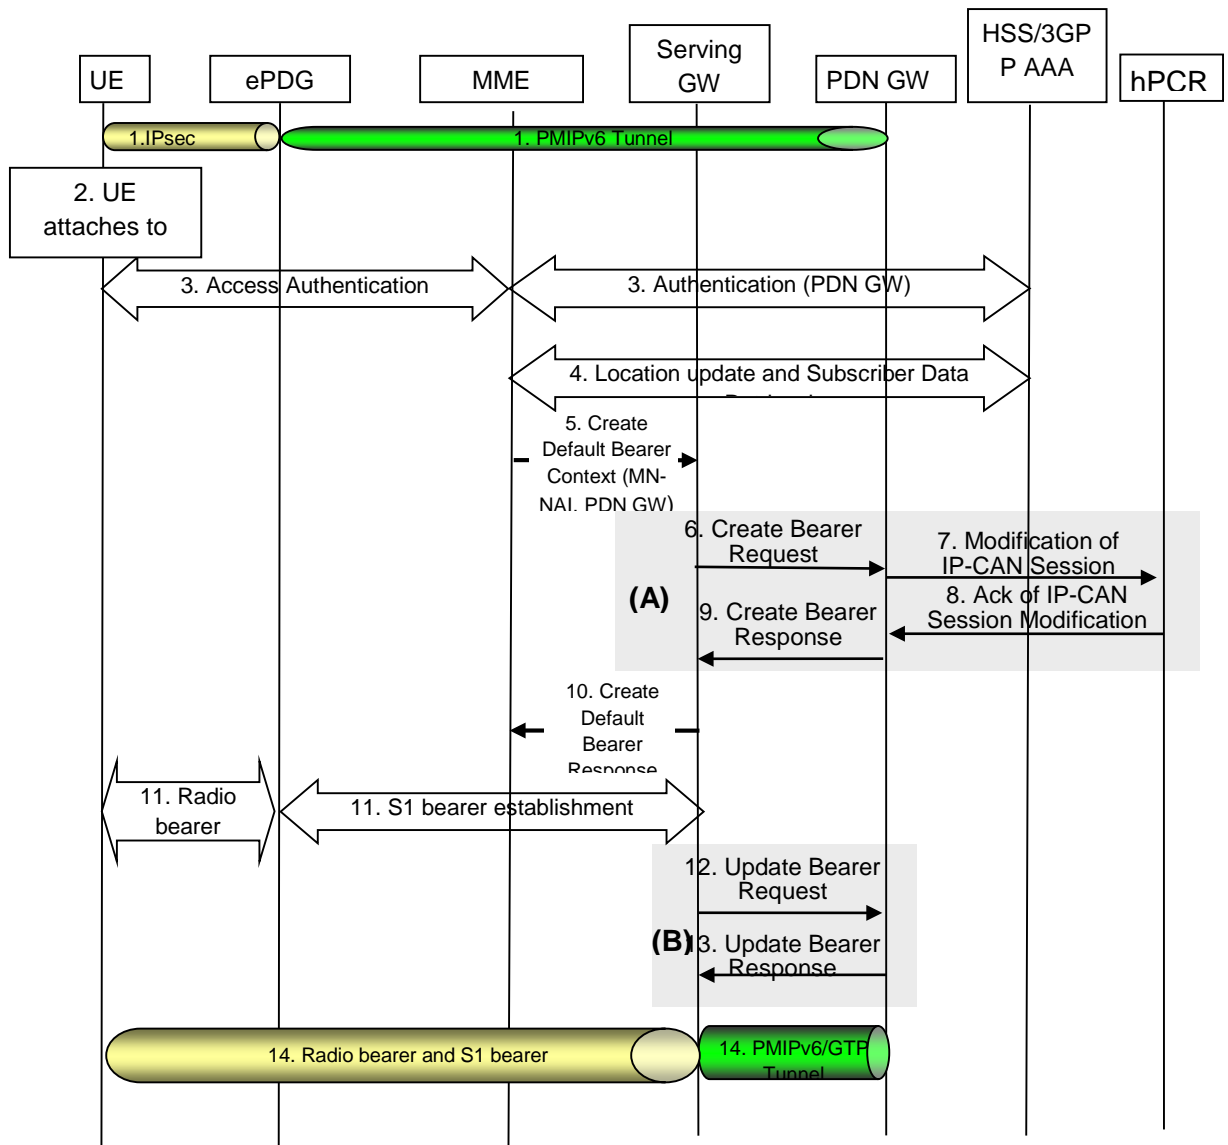 UE
ePDG
MME
Serving
GW
PDN GW
HSS/3GP
P AAA
hPCR
1.IPsec
1. PMIPv6 Tunnel
2. UE
attaches to
3. Access Authentication
3. Authentication (PDN GW)
4. Location update and Subscriber Data
5. Create
Default Bearer
Context (MN-
NAI, PDN GW)
6. Create Bearer
Request
7. Modification of
IP-CAN Session
(A)
8. Ack of IP-CAN
Session Modification
9. Create Bearer
Response
10. Create
Default
Bearer
Response
11. Radio
bearer
11. S1 bearer establishment
12. Update Bearer
Request
(B)
13. Update Bearer
Response
14. Radio bearer and S1 bearer
14. PMIPv6/GTP
Tunnel